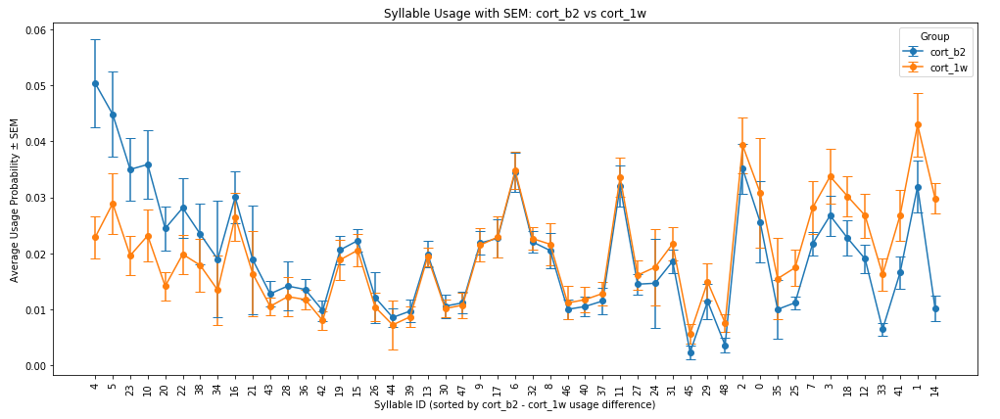 Syllable Usage with SEM: cort_b2 vs cort_1w
Group
cort_b2
cort_1w
Average Usage Probability ± SEM
0.06
0.05
0.04
0.03
0.02
0.01
0.00
4 5 23 10 20 22 38 34 16 21 43 28 36 42 19 15 26 44 39 13 30 47 9 17 6 32 8 46 40 37 11 27 24 31 45 29 48 2 0 35 25 7 3 18 12 33 41 1 14
Syllable ID (sorted by cort_b2 - cort_1w usage difference)